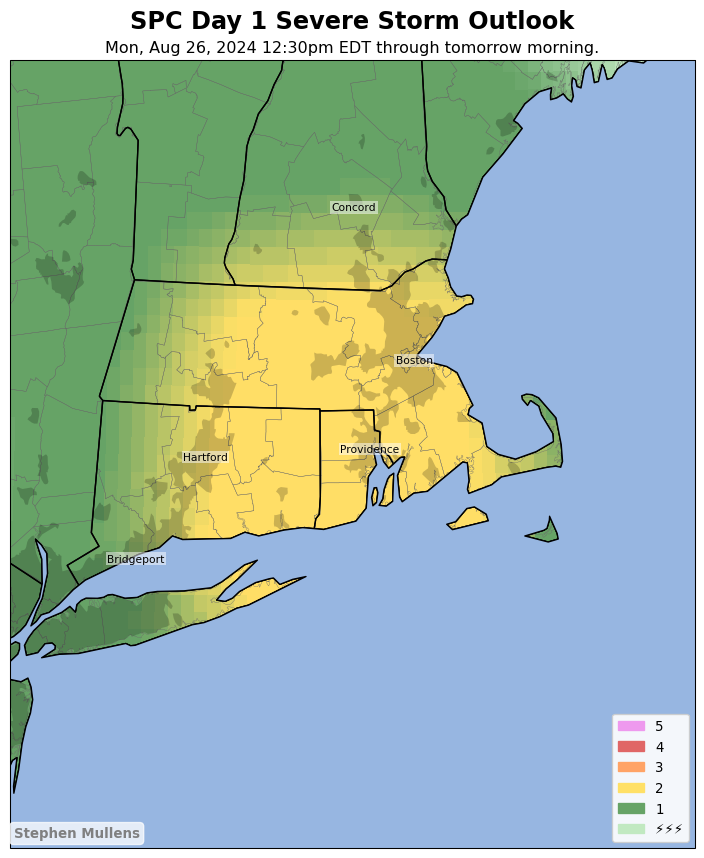 SPC Day 1 Severe Storm Outlook
Mon, Aug 26, 2024 12:30pm EDT through tomorrow morning.
Concord
Boston
Providence
Hartford
Bridgeport
5
4
3
2
1
⚡⚡⚡
Stephen Mullens